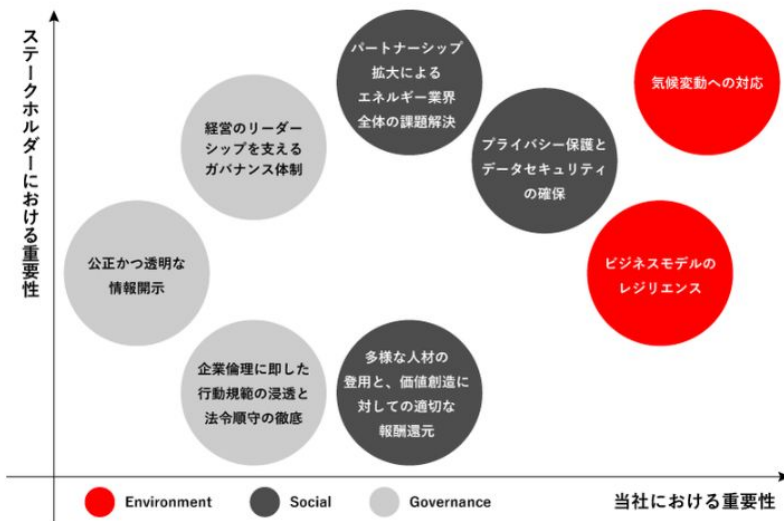 ステークホルダーにおける重要性
パートナーシップ
拡大による
エネルギー業界
全体の課題解決
気候変動への対応
経営のリーダー
シップを支える
ガバナンス体制
プライバシー保護と
データセキュリティ
の確保
公正かつ透明な
情報開示
ビジネスモデルの
レジリエンス
企業倫理に即した
行動規範の浸透と
法令順守の徹底
多様な人材の
登用と、価値創造に
対しての適切な
報酬還元
Environment
Social
Governance
当社における重要性